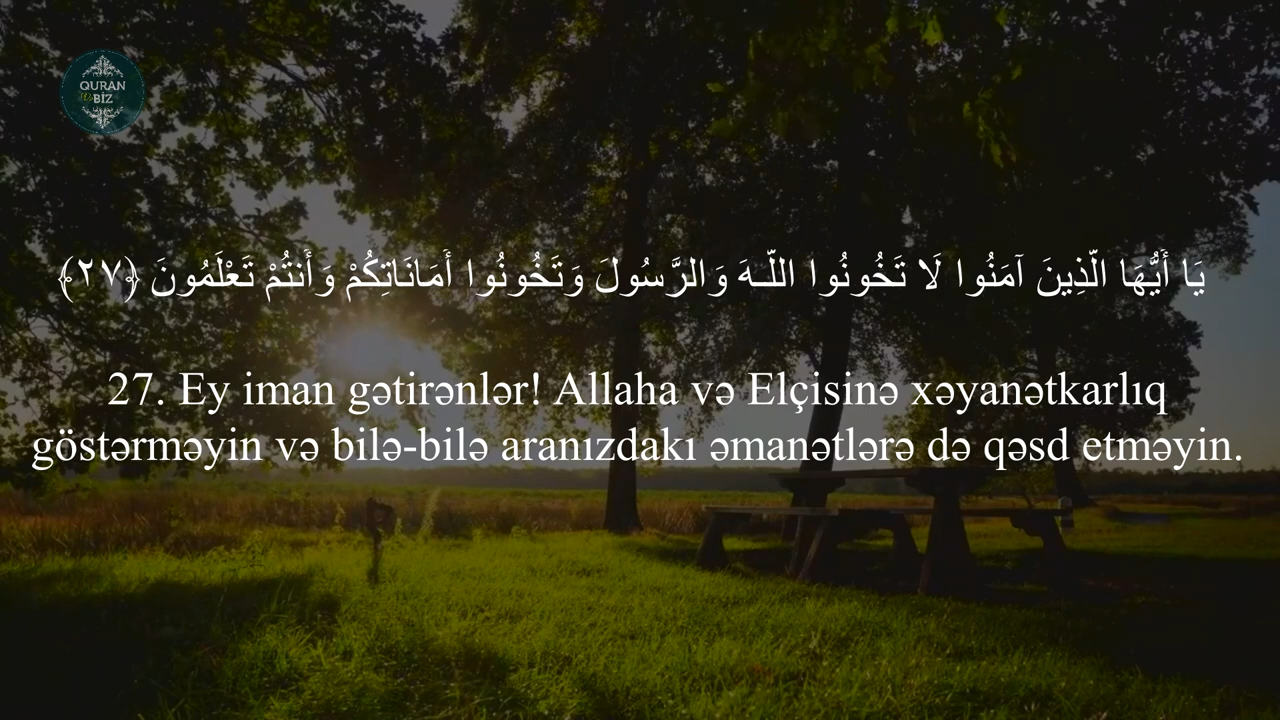 QURAN
BİZ
يَا أَيُّهَا الَّذِينَ آمَنُوا لَا تَخُونُوا اللَّـهَ وَالرَّسُولَ وَتَخُونُوا أَمَانَاتِكُمْ وَأَنتُمْ تَعْلَمُونَ ﴿٢٧﴾
27. Ey iman gətirənlər! Allaha və Elçisinə xəyanətkarlıq
göstərməyin və bilə-bilə aranızdakı əmanətlərə də qəsd etməyin.